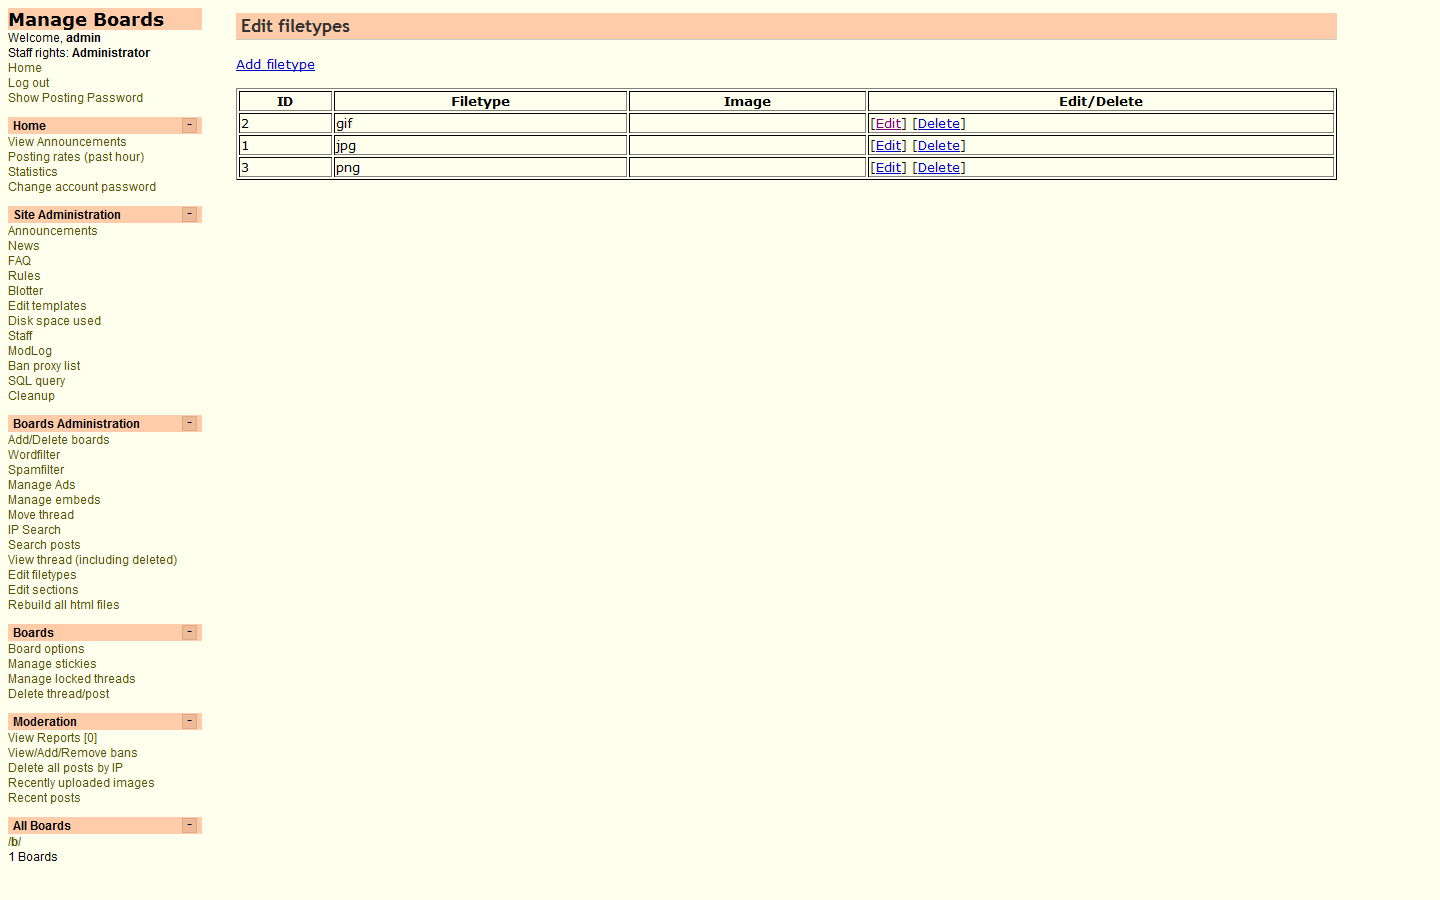 Manage Boards
Welcome, admin
Staff rights: Administrator
Home
Log out
Show Posting Password
Home -
View Announcements
Posting rates (past hour)
Statistics
Change account password
Site Administration -
Announcements
News
FAQ
Rules
Blotter
Edit templates
Disk space used
Staff
ModLog
Ban proxy list
SQL query
Cleanup
Boards Administration -
Add/Delete boards
Wordfilter
Spamfilter
Manage Ads
Manage embeds
Move thread
IP Search
Search posts
View thread (including deleted)
Edit filetypes
Edit sections
Rebuild all html files
Boards -
Board options
Manage stickies
Manage locked threads
Delete thread/post
Moderation -
View Reports [0]
View/Add/Remove bans
Delete all posts by IP
Recently uploaded images
Recent posts
All Boards -
/b/
1 Boards
Edit filetypes
Add filetype
ID Filetype Image Edit/Delete
2 gif [Edit] [Delete]
1 jpg [Edit] [Delete]
3 png [Edit] [Delete]